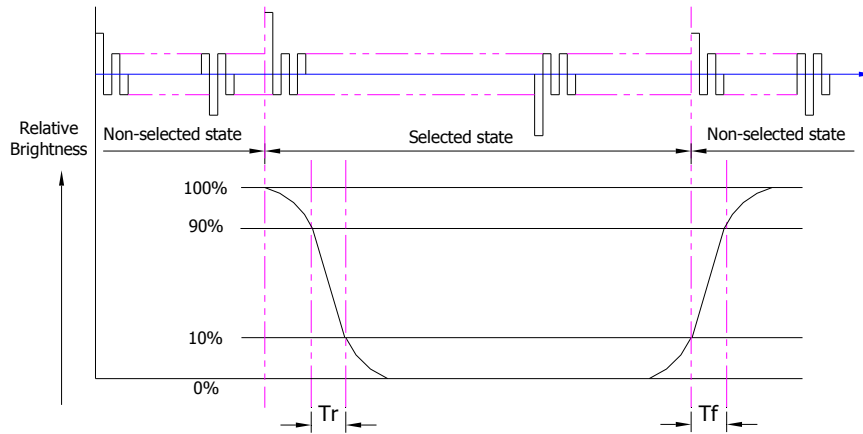 Relative
Brightness
Non-selected state
Selected state
Non-selected state
100%
90%
10%
0%
Tr
Tf